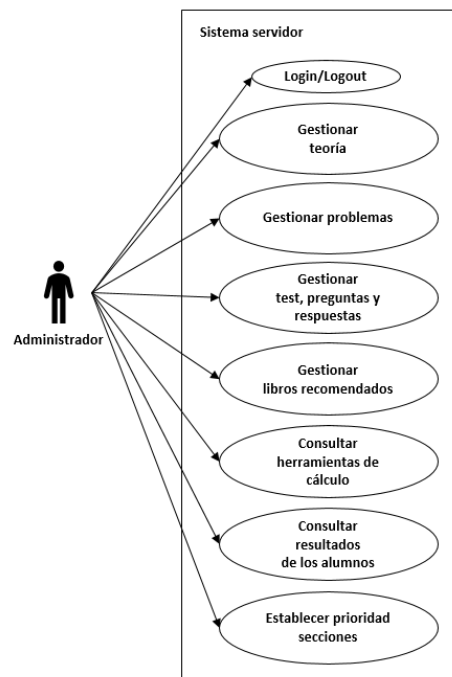 Sistema servidor
Login/Logout
Gestionar
teoría
Gestionar problemas
Gestionar
test, preguntas y
respuestas
Administrador
Gestionar
libros recomendados
Consultar
herramientas de
cálculo
Consultar
resultados
de los alumnos
Establecer prioridad
secciones